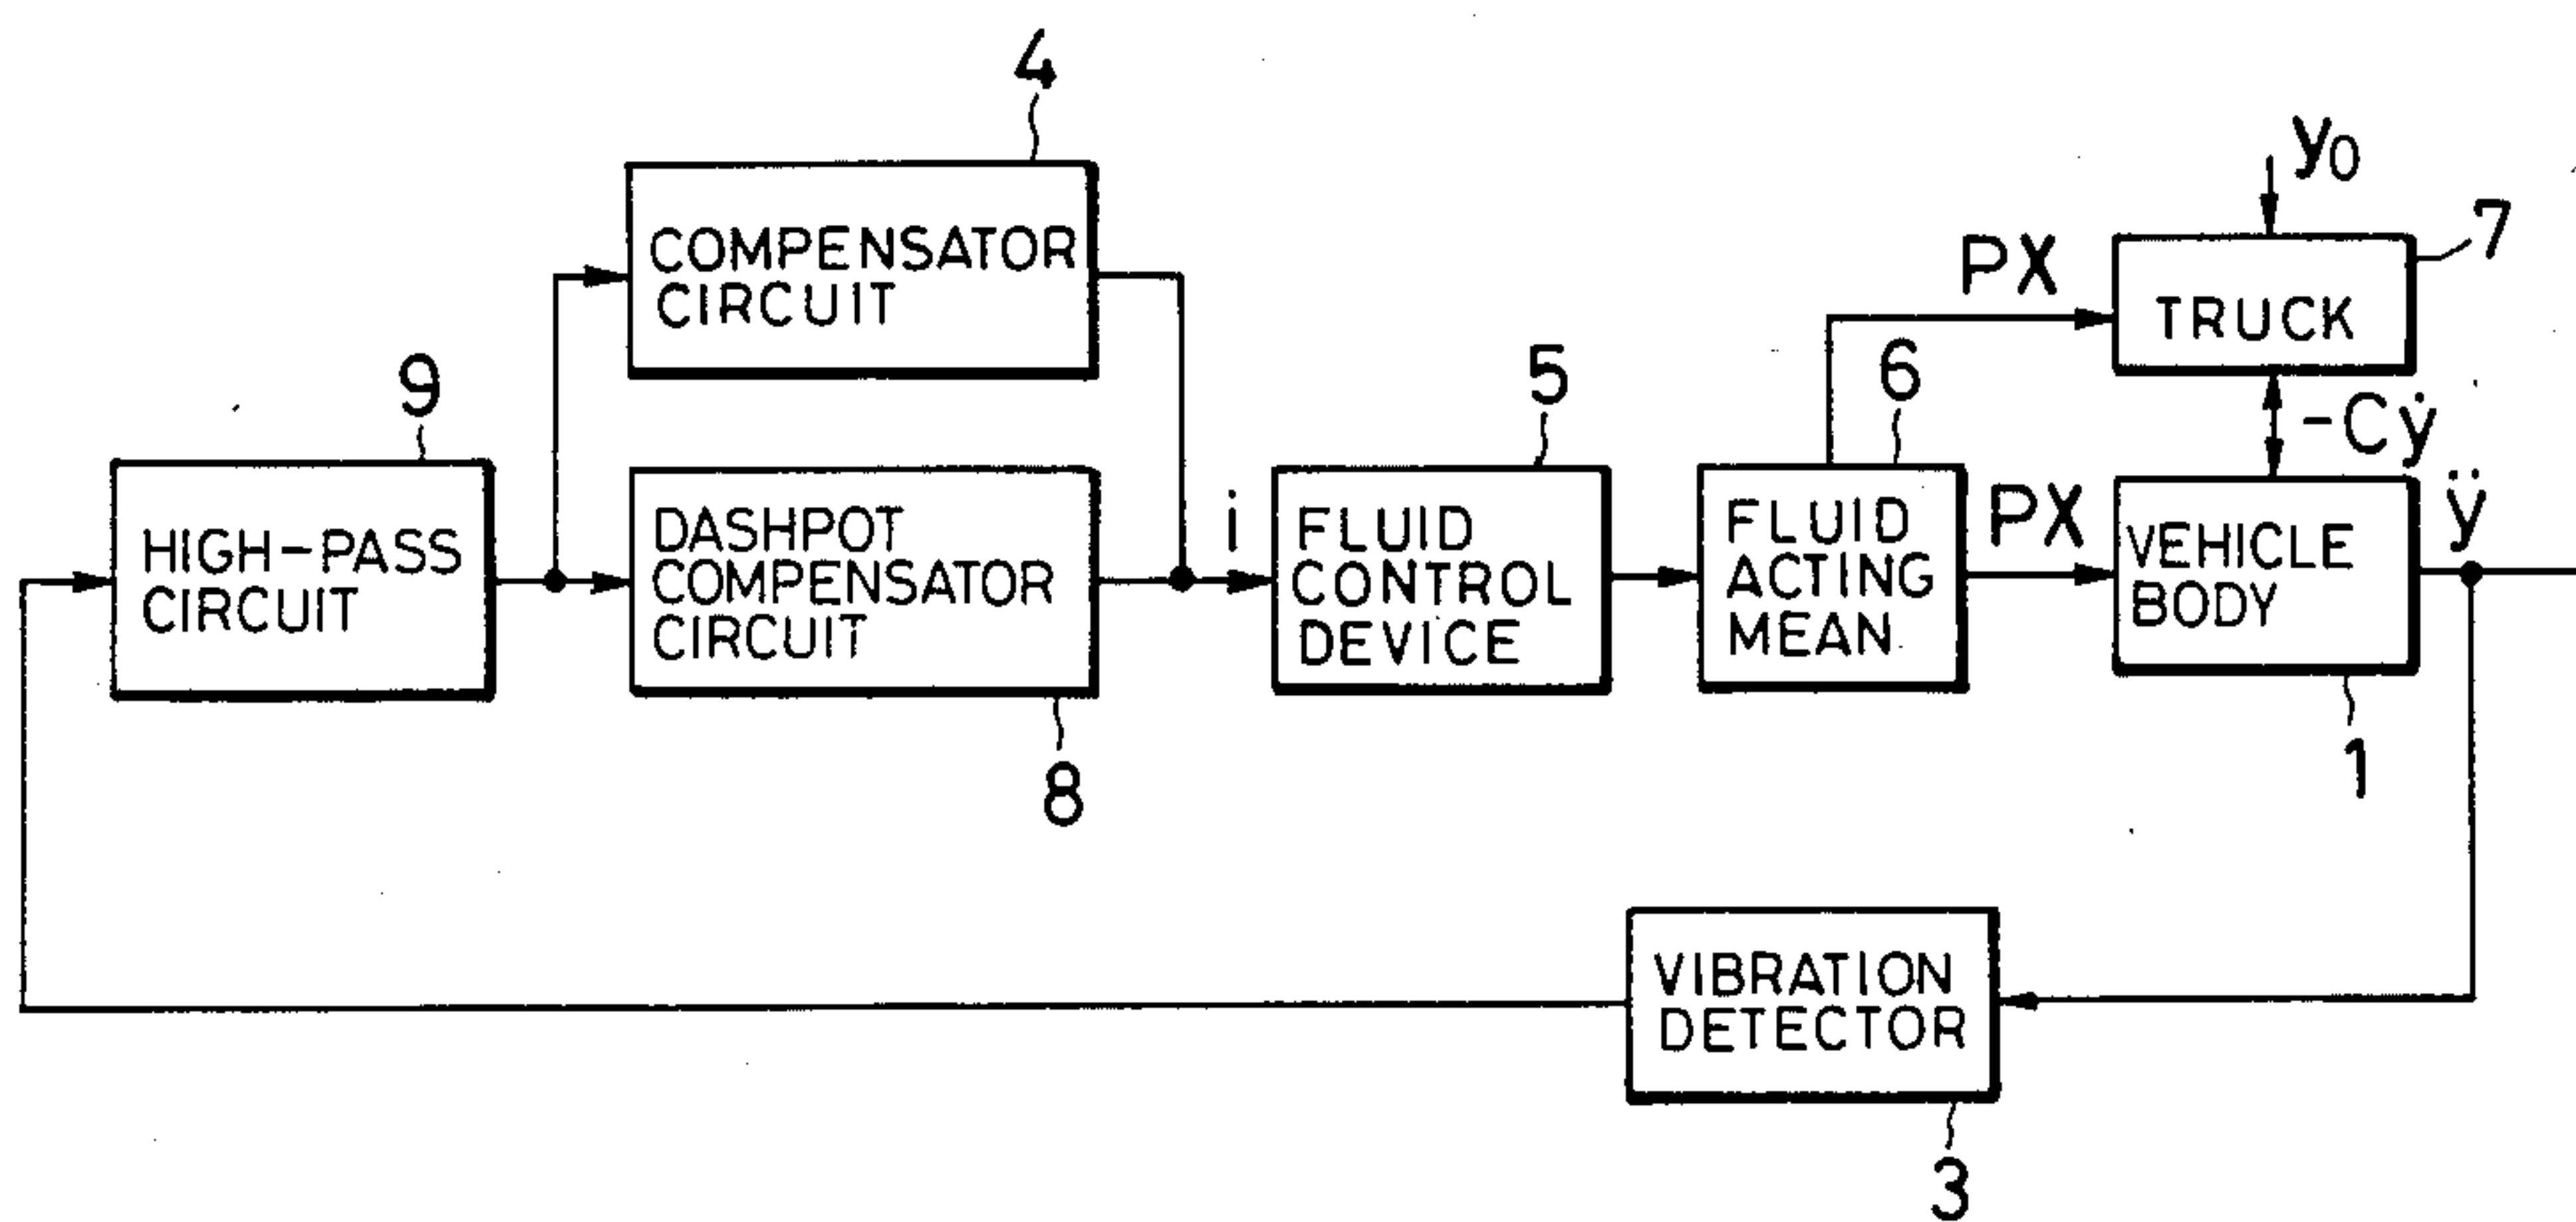 4
COMPENSATOR
CIRCUIT
y₀
7
PX
TRUCK
9
5
6
-Cẏ
HIGH-PASS
CIRCUIT
DASHPOT
COMPENSATOR
CIRCUIT
i
FLUID
CONTROL
DEVICE
FLUID
ACTING
MEAN
PX
VEHICLE
BODY
ÿ
8
1
VIBRATION
DETECTOR
3